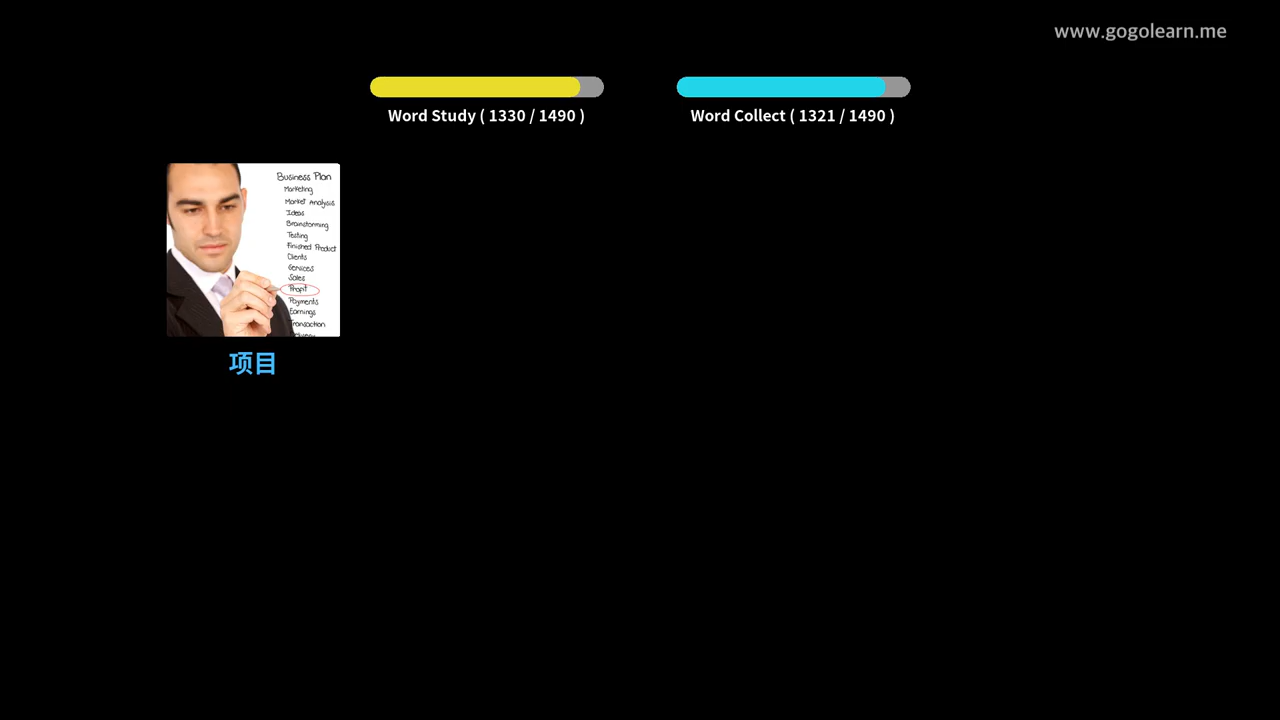 www.gogolearn.me
Word Study ( 1330 / 1490 )
Word Collect ( 1321 / 1490 )
Business Plan
Marketing
Market Analysis
Ideas
Brainstorming
Testing
Finished Product
Clients
Services
Sales
Profit
Payments
Earnings
Transaction
项目